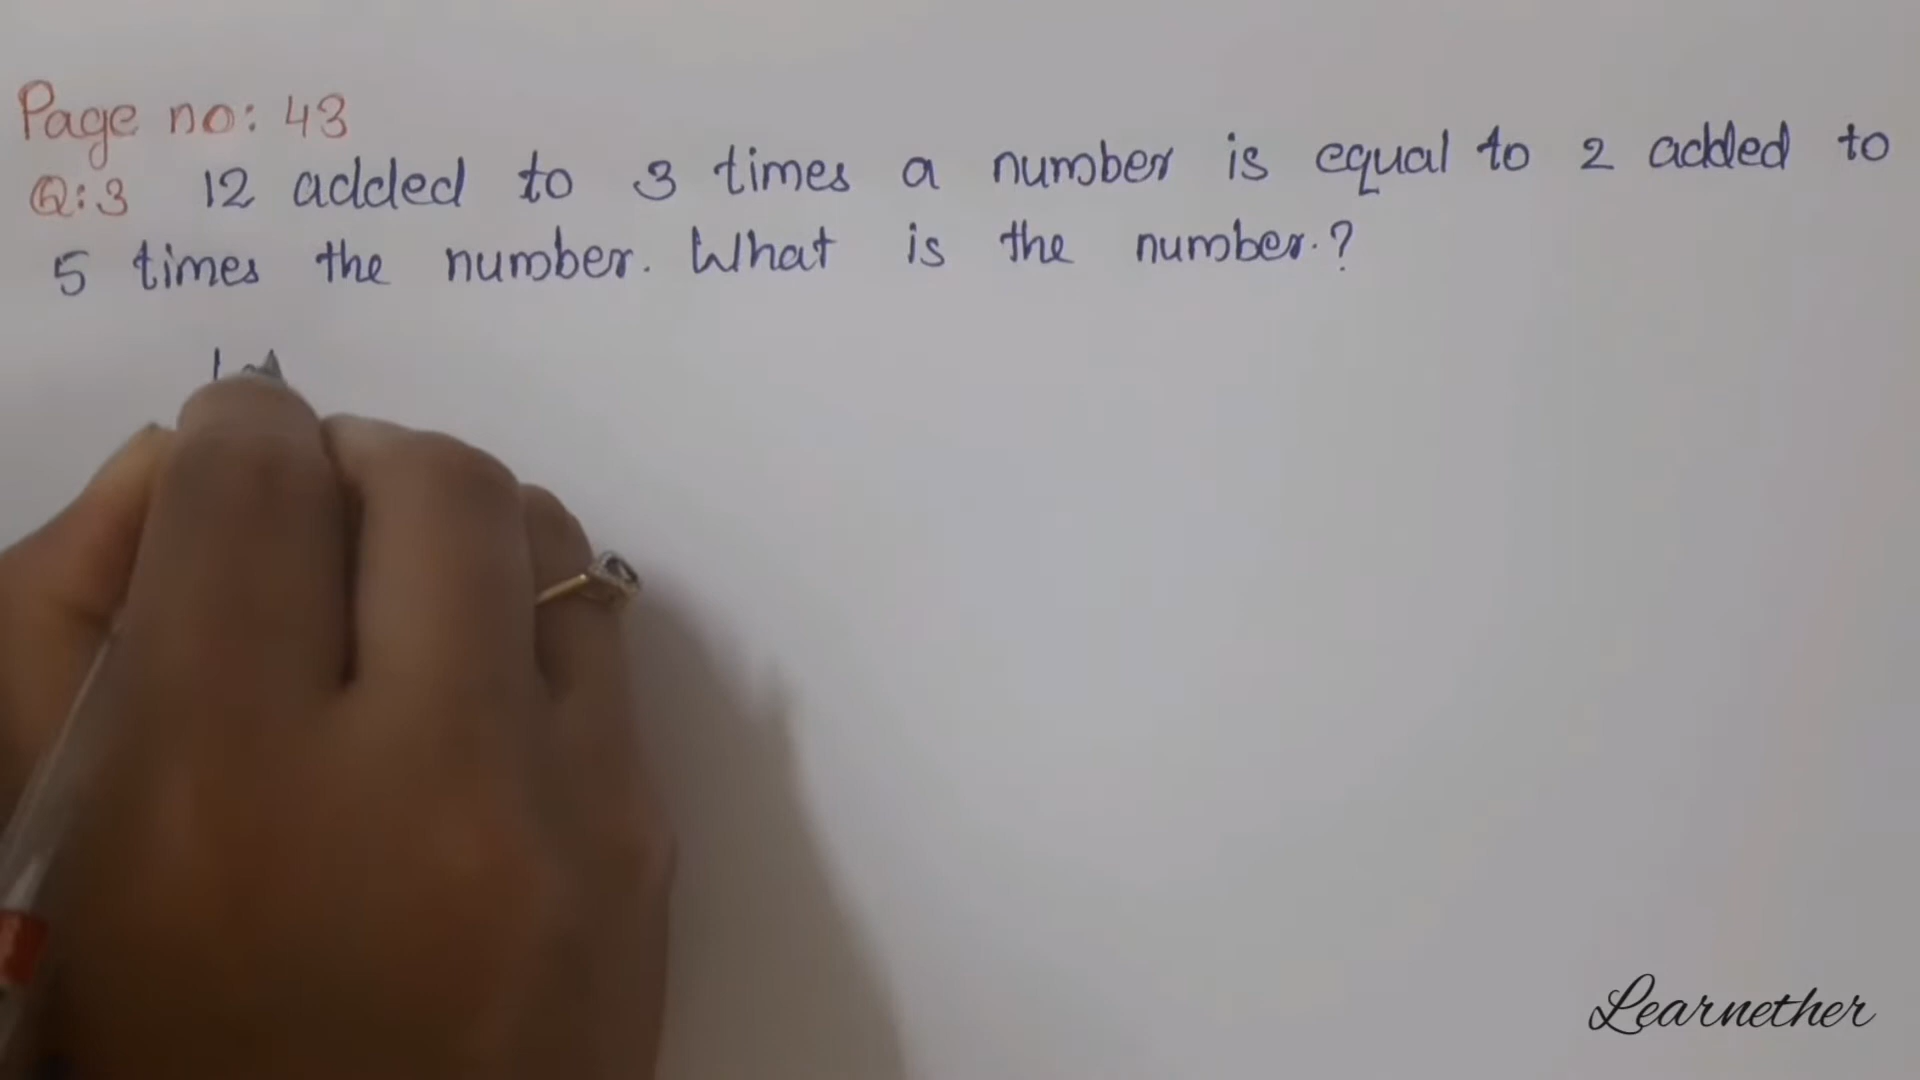 Page no: 43
Q:3 12 added to 3 times a number is equal to 2 added to
5 times the number. What is the number.?
Learnether